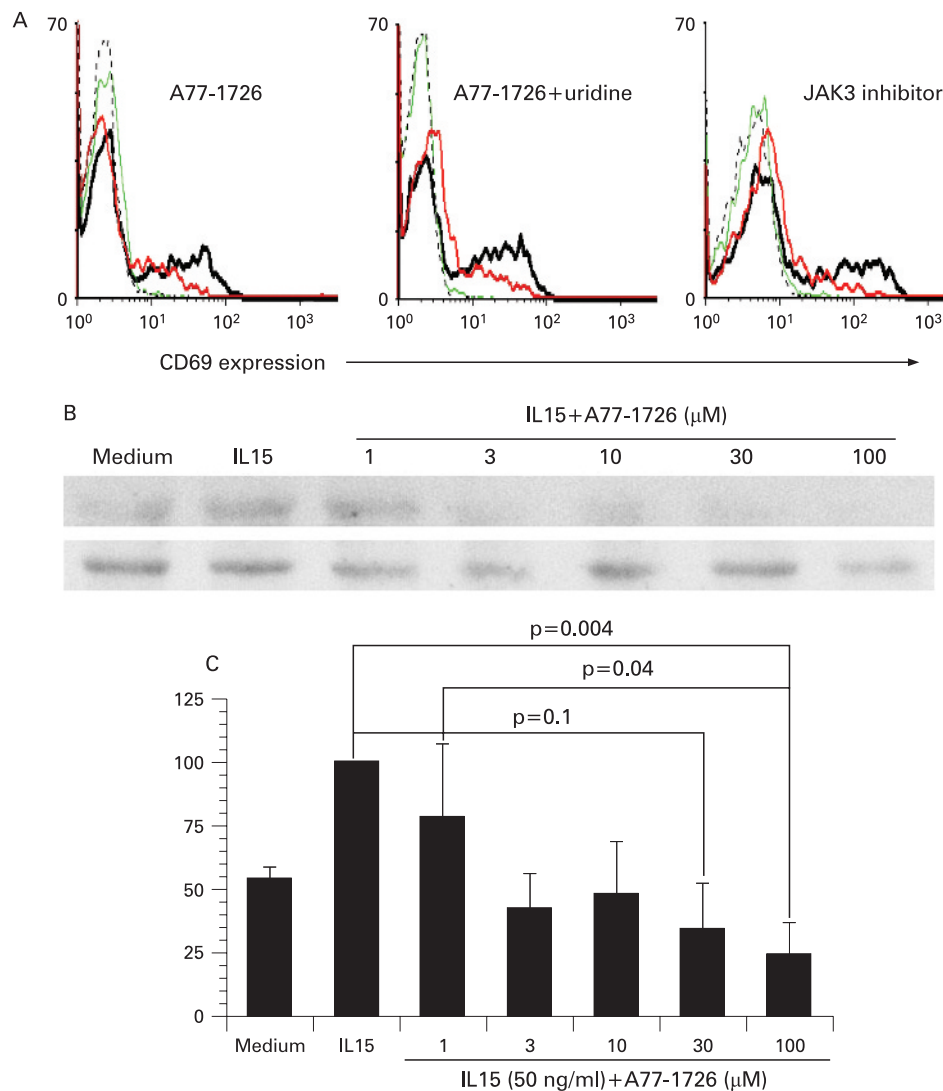 A
70
A77-1726
0
10⁰ 10¹ 10² 10³
70
A77-1726+uridine
0
10⁰ 10¹ 10² 10³
70
JAK3 inhibitor
0
10⁰ 10¹ 10² 10³
CD69 expression
B
IL15+A77-1726 (μM)
Medium IL15 1 3 10 30 100
C
p=0.004
p=0.04
p=0.1
125
100
75
50
25
0
Medium IL15 1 3 10 30 100
IL15 (50 ng/ml)+A77-1726 (μM)